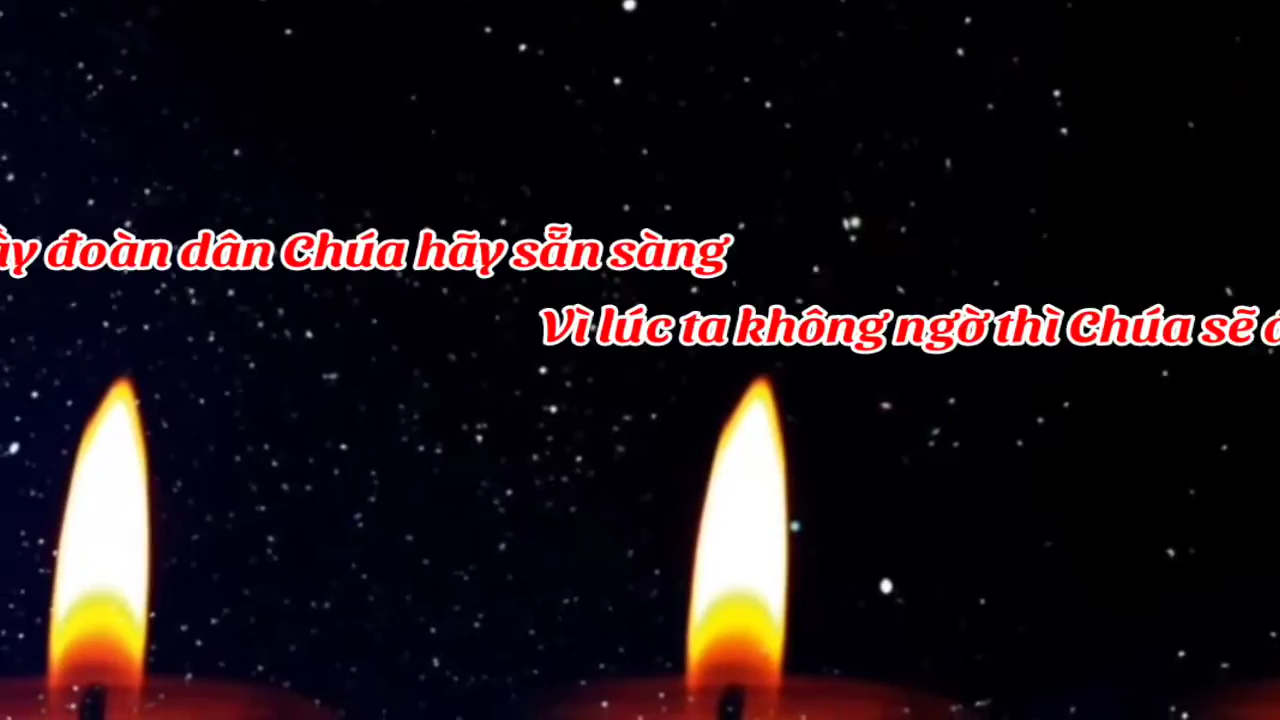 đoàn dân Chúa hãy sẵn sàng
Vì lúc ta không ngờ thì Chúa sẽ